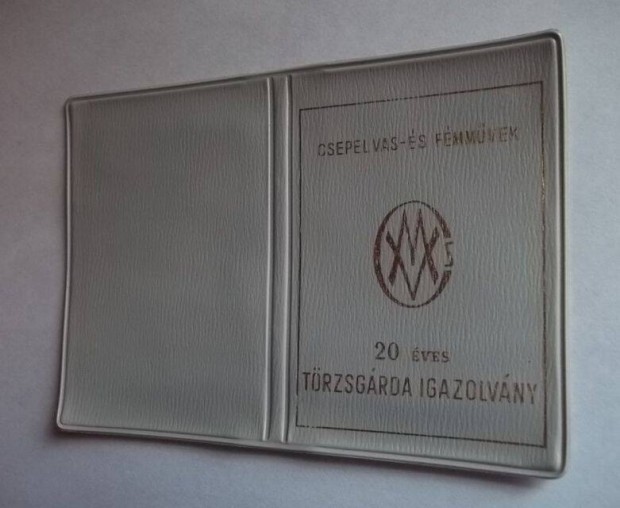 CSEPEL VAS-ÉS FÉMMŰVEK
20 ÉVES
TÖRZSGÁRDA IGAZOLVÁNY